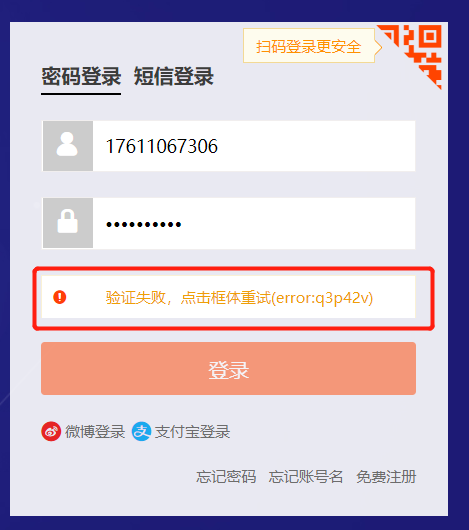 扫码登录更安全
密码登录 短信登录
17611067306
••••••••••
验证失败，点击框体重试(error:q3p42v)
登录
微博登录 支付宝登录
忘记密码 忘记账号名 免费注册